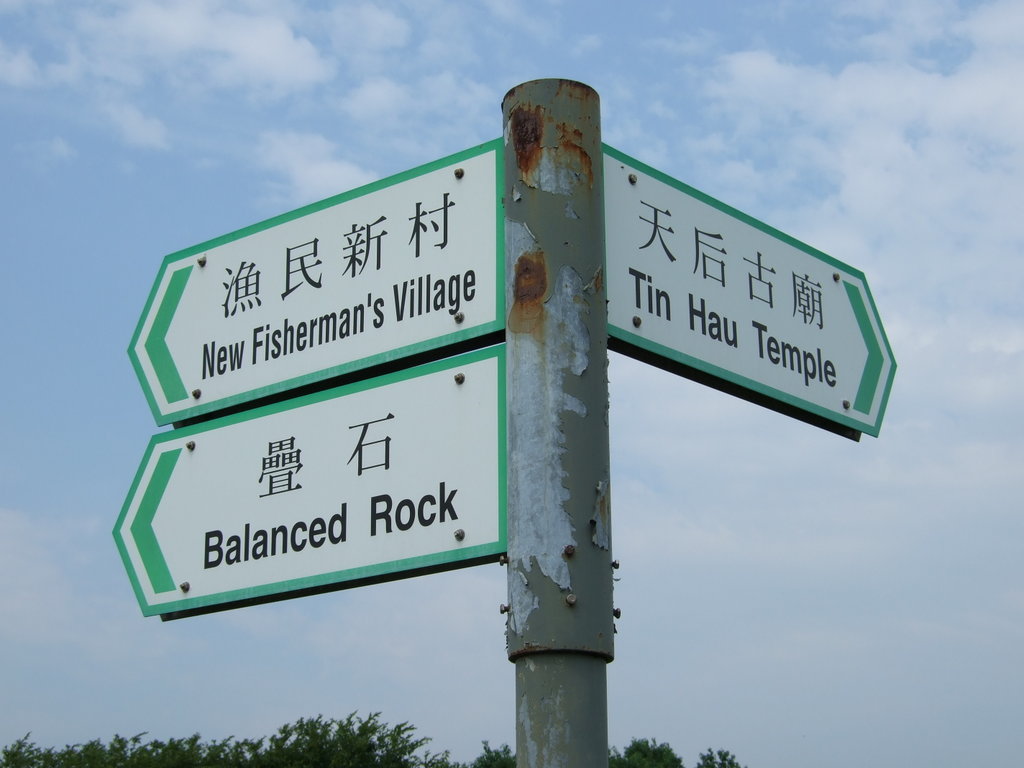 漁民新村
New Fisherman's Village
疊石
Balanced Rock
天后古廟
Tin Hau Temple